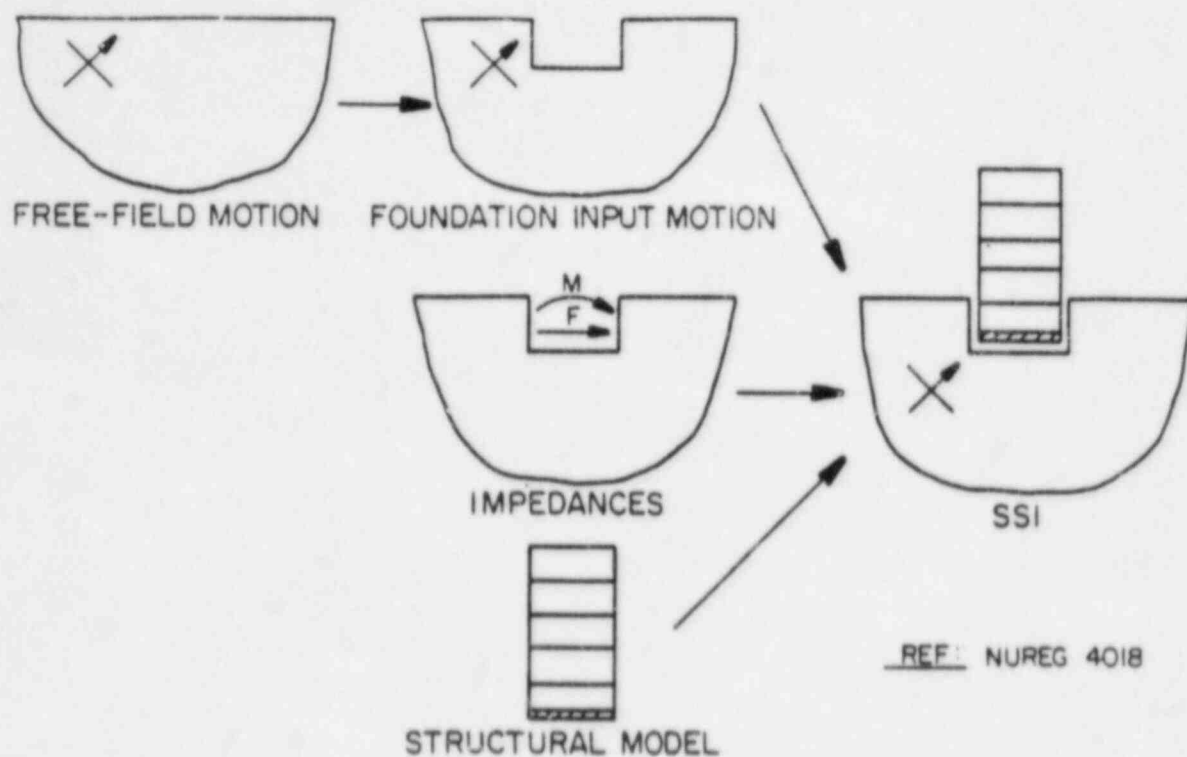 FREE-FIELD MOTION
FOUNDATION INPUT MOTION
M
F
IMPEDANCES
SSI
STRUCTURAL MODEL
REF: NUREG 4018